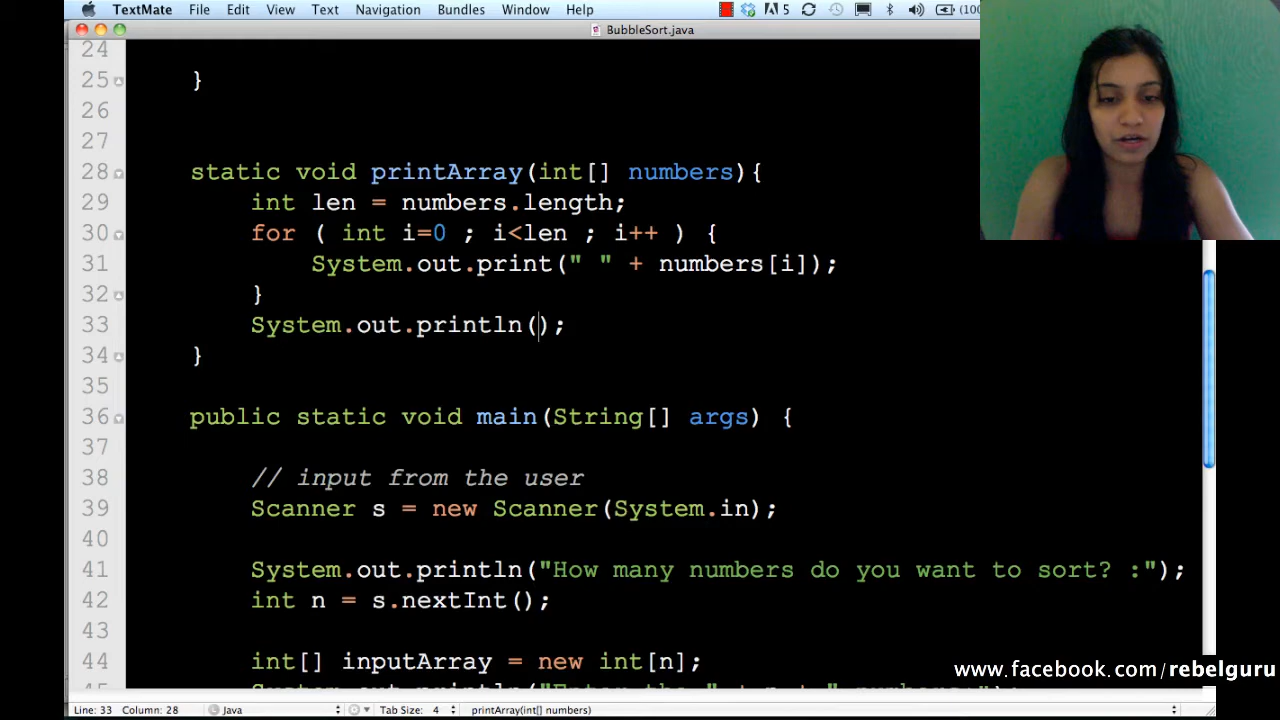 TextMate File Edit View Text Navigation Bundles Window Help 5
BubbleSort.java
24
25 }
26
27
28 static void printArray(int[] numbers){
29 int len = numbers.length;
30 for ( int i=0 ; i<len ; i++ ) {
31 System.out.print(" " + numbers[i]);
32 }
33 System.out.println();
34 }
35
36 public static void main(String[] args) {
37
38 // input from the user
39 Scanner s = new Scanner(System.in);
40
41 System.out.println("How many numbers do you want to sort? :");
42 int n = s.nextInt();
43
44 int[] inputArray = new int[n];
www.facebook.com/rebelguru
Line: 33 Column: 28 Java Tab Size: 4 printArray(int[] numbers)